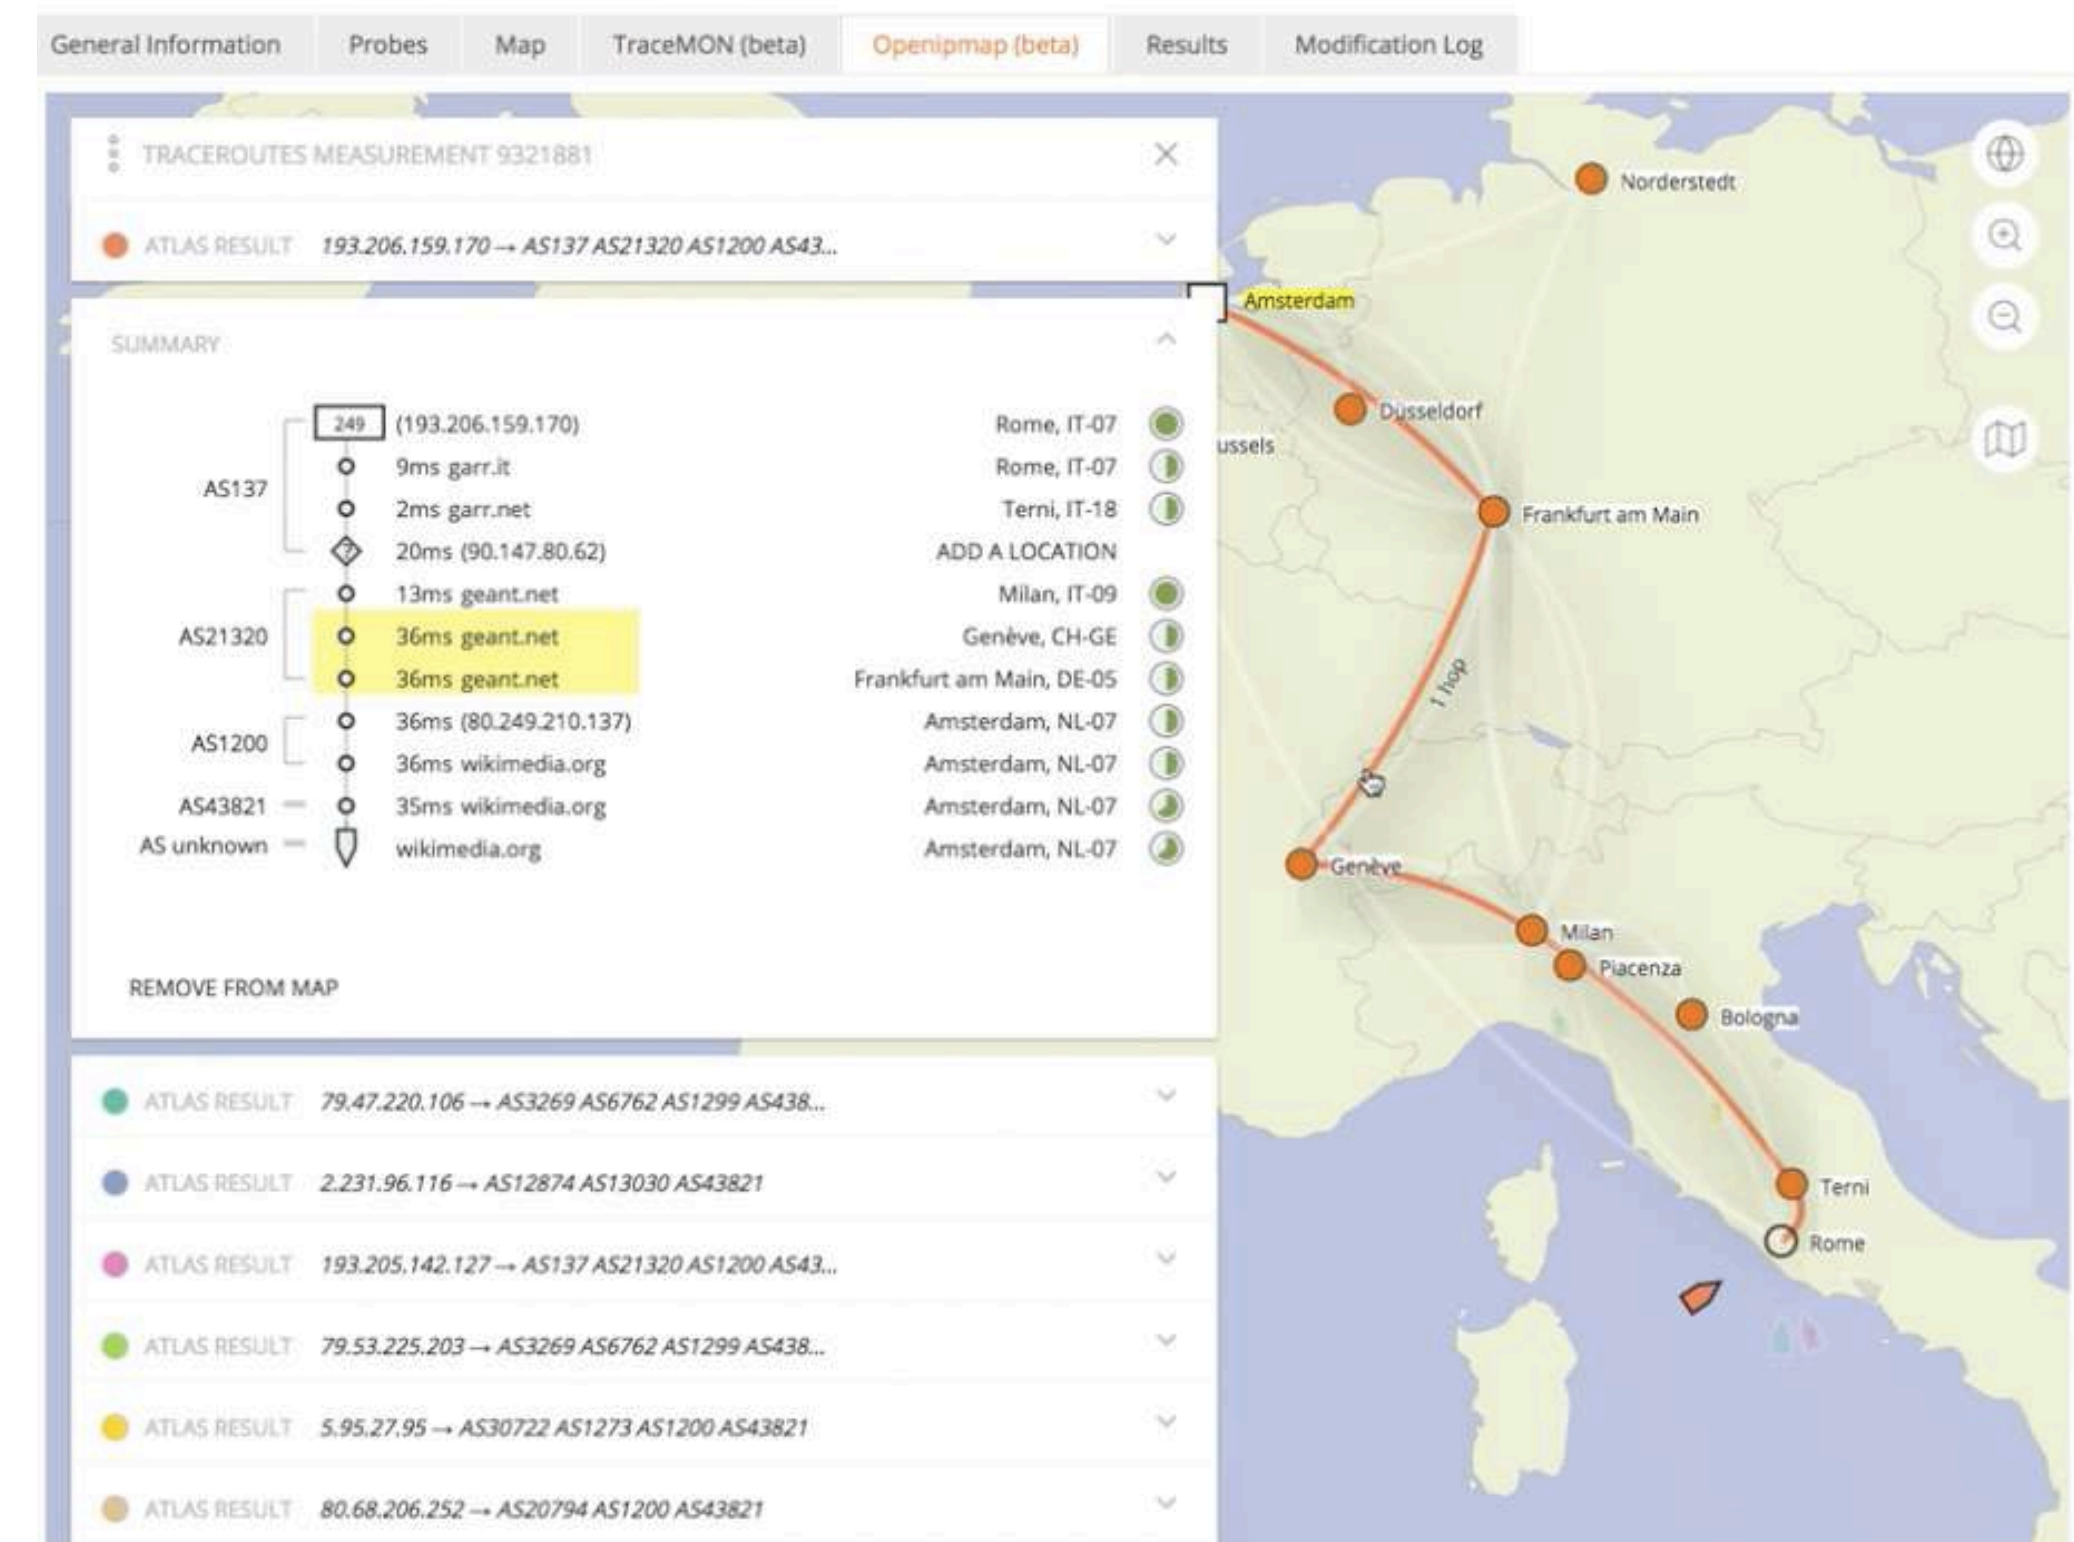 General Information Probes Map TraceMON (beta) Openipmap (beta) Results Modification Log
TRACEROUTES MEASUREMENT 9321881
ATLAS RESULT 193.206.159.170 → AS137 AS21320 AS1200 AS43...
SUMMARY
AS137
249 (193.206.159.170) Rome, IT-07
9ms garr.it Rome, IT-07
2ms garr.net Terni, IT-18
? 20ms (90.147.80.62) ADD A LOCATION
AS21320
13ms geant.net Milan, IT-09
36ms geant.net Genève, CH-GE
36ms geant.net Frankfurt am Main, DE-05
AS1200
36ms (80.249.210.137) Amsterdam, NL-07
36ms wikimedia.org Amsterdam, NL-07
AS43821 35ms wikimedia.org Amsterdam, NL-07
AS unknown wikimedia.org Amsterdam, NL-07
REMOVE FROM MAP
ATLAS RESULT 79.47.220.106 → AS3269 AS6762 AS1299 AS438...
ATLAS RESULT 2.231.96.116 → AS12874 AS13030 AS43821
ATLAS RESULT 193.205.142.127 → AS137 AS21320 AS1200 AS43...
ATLAS RESULT 79.53.225.203 → AS3269 AS6762 AS1299 AS438...
ATLAS RESULT 5.95.27.95 → AS30722 AS1273 AS1200 AS43821
ATLAS RESULT 80.68.206.252 → AS20794 AS1200 AS43821
Norderstedt
Amsterdam
Düsseldorf
ussels
Frankfurt am Main
1 hop
Genève
Milan
Piacenza
Bologna
Terni
Rome